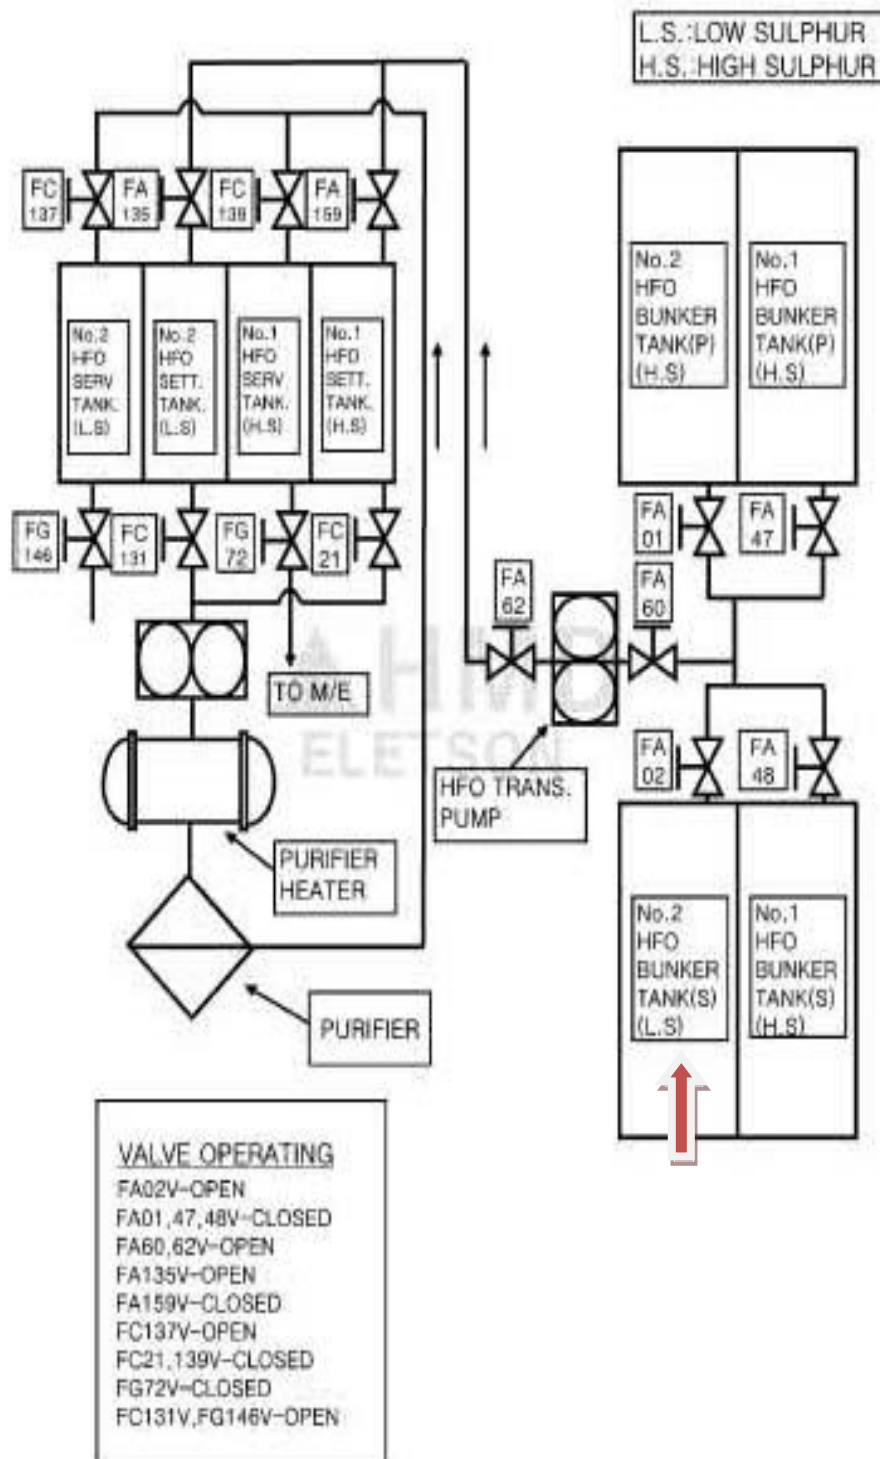 L.S.:LOW SULPHUR
H.S.:HIGH SULPHUR
FC
137
FA
135
FC
139
FA
159
No.2
HFO
SERV
TANK.
(L.S)
No.2
HFO
SETT.
TANK.
(L.S)
No.1
HFO
SERV
TANK.
(H.S)
No.1
HFO
SETT.
TANK.
(H.S)
No.2
HFO
BUNKER
TANK(P)
(H.S)
No.1
HFO
BUNKER
TANK(P)
(H.S)
FG
146
FC
131
FG
72
FC
21
FA
01
FA
47
FA
62
FA
60
TO M/E
HMD
ELETSON
HFO TRANS.
PUMP
FA
02
FA
48
PURIFIER
HEATER
No.2
HFO
BUNKER
TANK(S)
(L.S)
No.1
HFO
BUNKER
TANK(S)
(H.S)
PURIFIER
VALVE OPERATING
FA02V-OPEN
FA01,47,48V-CLOSED
FA60,62V-OPEN
FA135V-OPEN
FA159V-CLOSED
FC137V-OPEN
FC21,139V-CLOSED
FG72V-CLOSED
FC131V,FG146V-OPEN